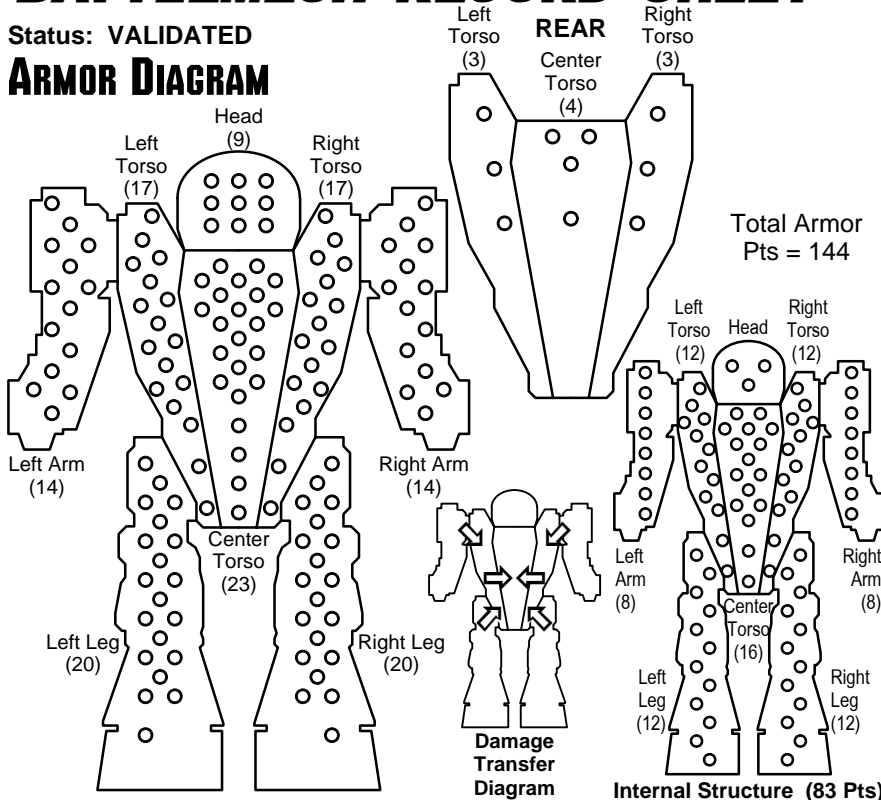 BATTLEMECH RECORD SHEET
Status: VALIDATED
ARMOR DIAGRAM
Head
(9)
Left
Torso
(17)
Right
Torso
(17)
Left Arm
(14)
Right Arm
(14)
Center
Torso
(23)
Left Leg
(20)
Right Leg
(20)
REAR
Left
Torso
(3)
Center
Torso
(4)
Right
Torso
(3)
Total Armor
Pts = 144
Left
Torso
(12)
Head
Right
Torso
(12)
Left
Arm
(8)
Right
Arm
(8)
Center
Torso
(16)
Left
Leg
(12)
Right
Leg
(12)
Damage
Transfer
Diagram
Internal Structure (83 Pts)